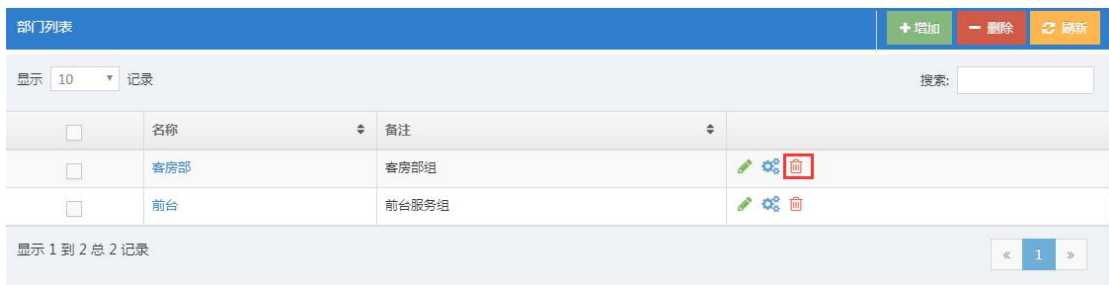 部门列表 增加 删除 刷新
显示 10 记录 搜索:
名称 备注
客房部 客房部组
前台 前台服务组
显示 1 到 2 总 2 记录 « 1 »